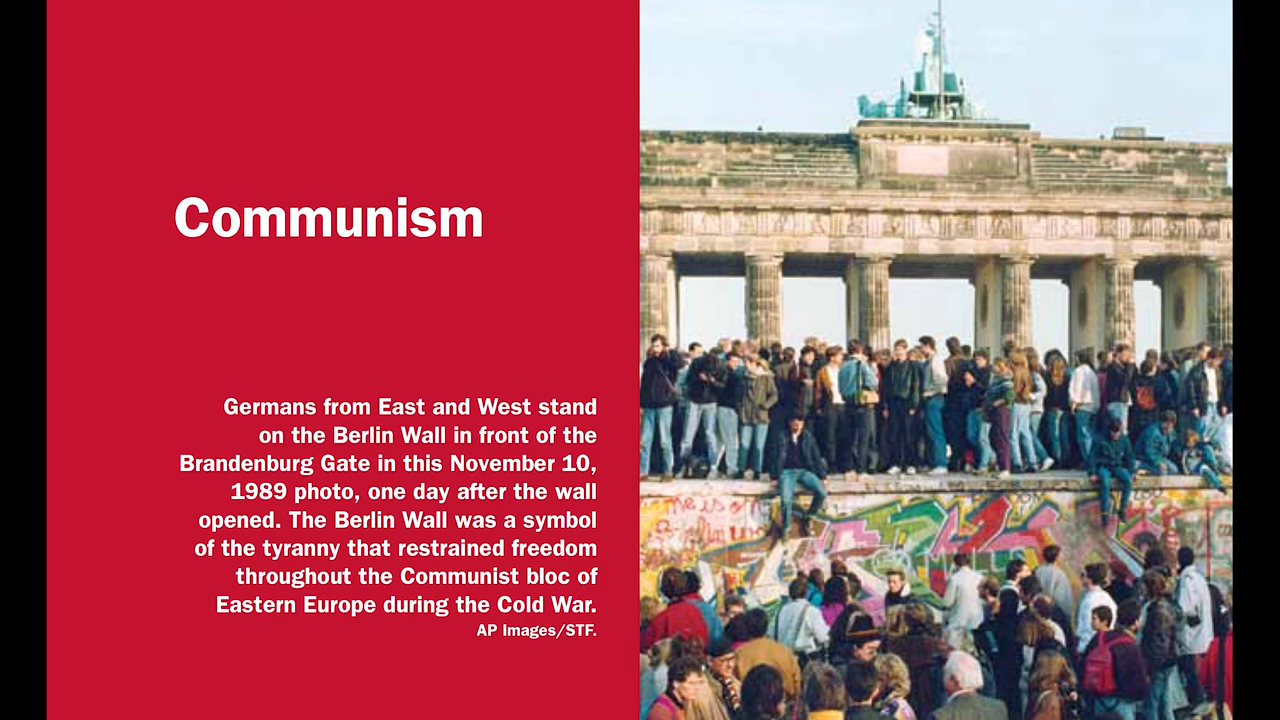 Communism
Germans from East and West stand
on the Berlin Wall in front of the
Brandenburg Gate in this November 10,
1989 photo, one day after the wall
opened. The Berlin Wall was a symbol
of the tyranny that restrained freedom
throughout the Communist bloc of
Eastern Europe during the Cold War.
AP Images/STF.